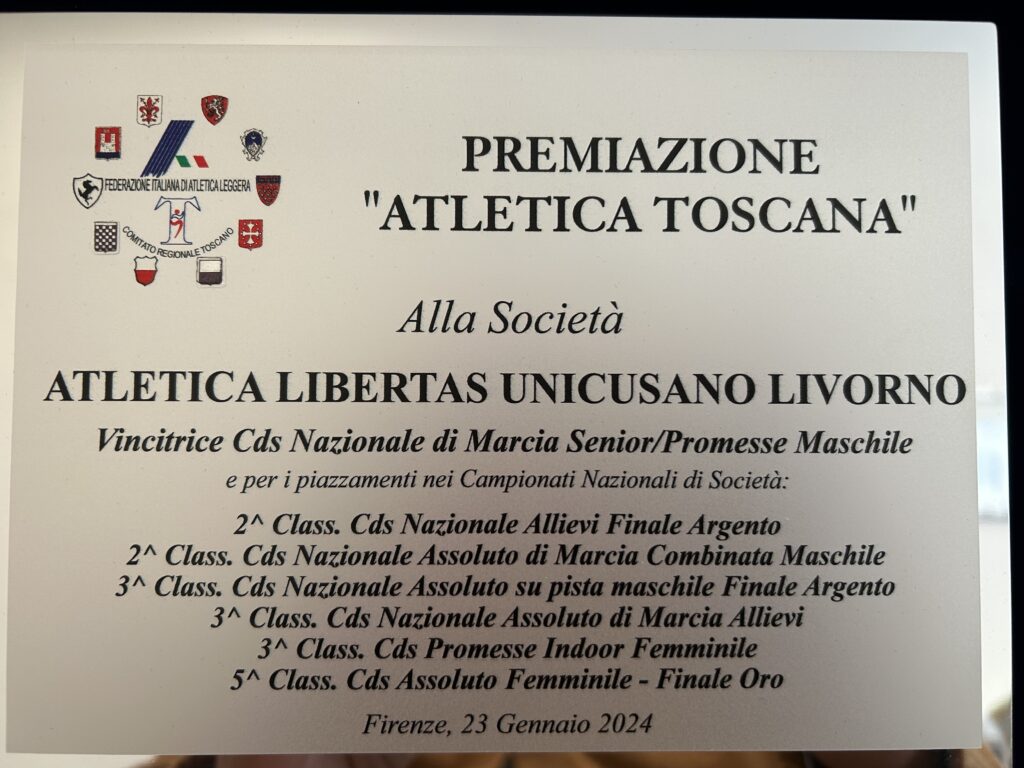 FEDERAZIONE ITALIANA DI ATLETICA LEGGERA
T
COMITATO REGIONALE TOSCANO
PREMIAZIONE
"ATLETICA TOSCANA"
Alla Società
ATLETICA LIBERTAS UNICUSANO LIVORNO
Vincitrice Cds Nazionale di Marcia Senior/Promesse Maschile
e per i piazzamenti nei Campionati Nazionali di Società:
2^ Class. Cds Nazionale Allievi Finale Argento
2^ Class. Cds Nazionale Assoluto di Marcia Combinata Maschile
3^ Class. Cds Nazionale Assoluto su pista maschile Finale Argento
3^ Class. Cds Nazionale Assoluto di Marcia Allievi
3^ Class. Cds Promesse Indoor Femminile
5^ Class. Cds Assoluto Femminile - Finale Oro
Firenze, 23 Gennaio 2024